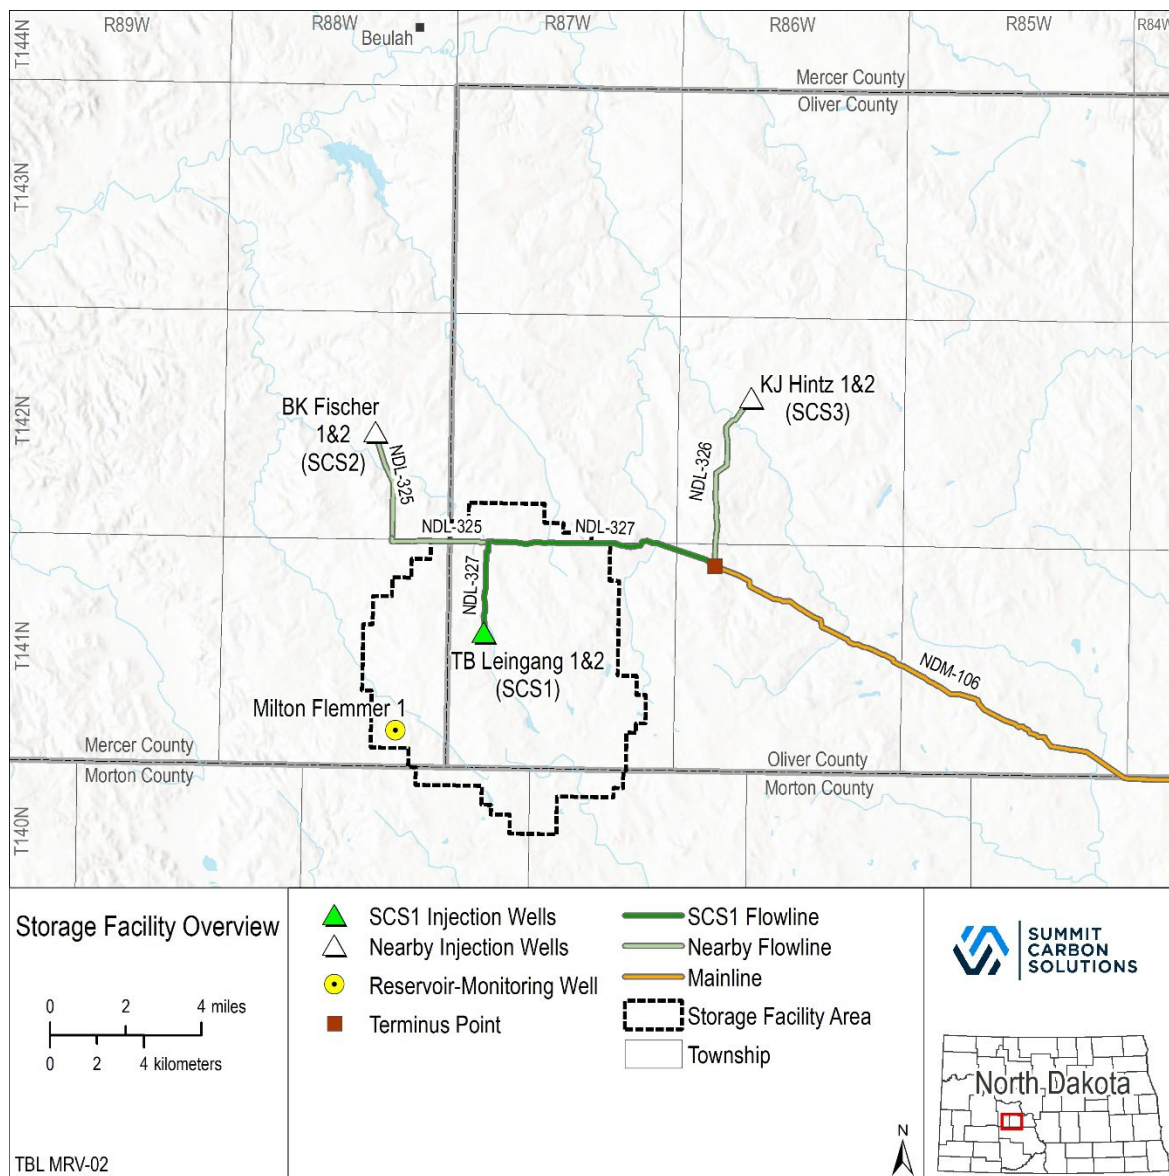 R89W
R88W
R87W
R86W
R85W
R84W
T144N
Beulah
Mercer County
Oliver County
T143N
T142N
BK Fischer
1&2
(SCS2)
KJ Hintz 1&2
(SCS3)
NDL-325
NDL-326
NDL-325
NDL-327
NDL-327
TB Leingang 1&2
(SCS1)
T141N
NDM-106
Milton Flemmer 1
Mercer County
Morton County
Oliver County
Morton County
T140N
Storage Facility Overview
0 2 4 miles
0 2 4 kilometers
TBL MRV-02
SCS1 Injection Wells
Nearby Injection Wells
Reservoir-Monitoring Well
Terminus Point
SCS1 Flowline
Nearby Flowline
Mainline
Storage Facility Area
Township
N
SUMMIT
CARBON
SOLUTIONS
North Dakota